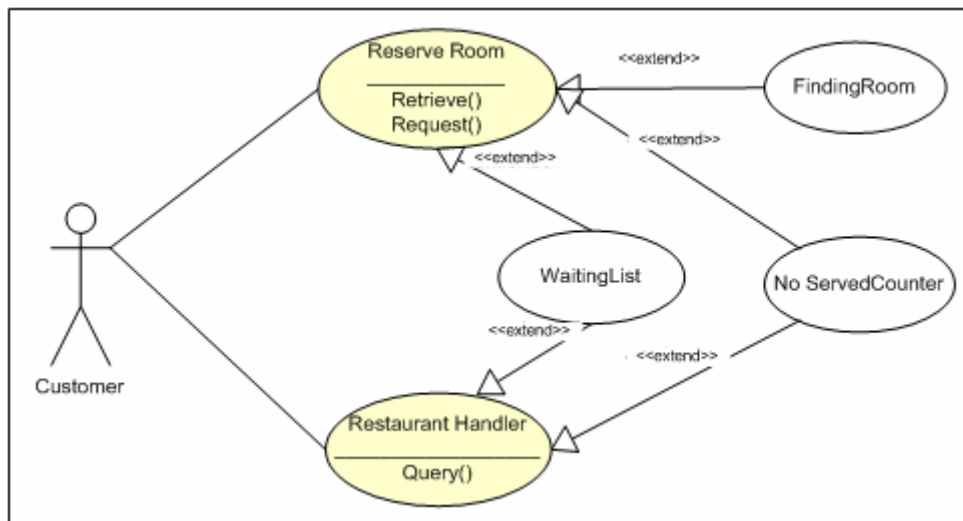 Reserve Room
Retrieve()
Request()
<<extend>>
FindingRoom
<<extend>>
<<extend>>
WaitingList
No ServedCounter
<<extend>>
<<extend>>
Customer
Restaurant Handler
Query()